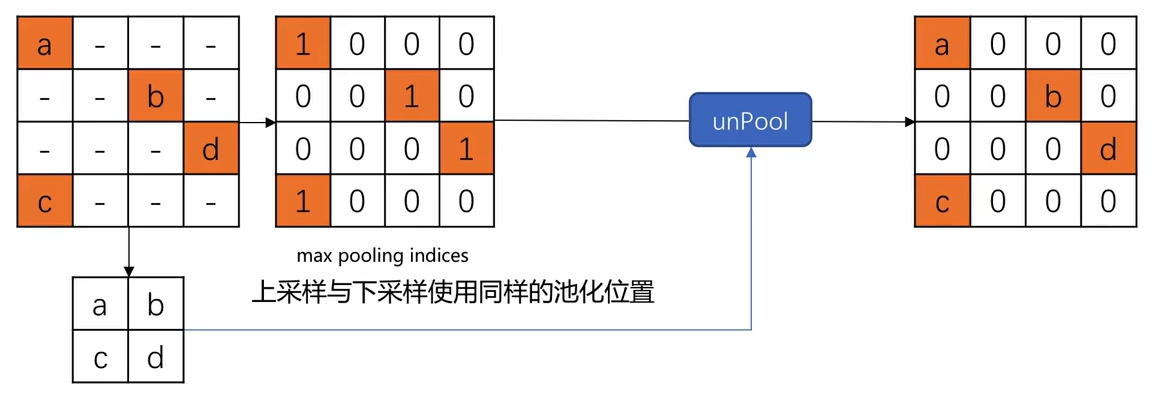 a - - -
- - b -
- - - d
c - - -
1 0 0 0
0 0 1 0
0 0 0 1
1 0 0 0
max pooling indices
上采样与下采样使用同样的池化位置
a b
c d
unPool
a 0 0 0
0 0 b 0
0 0 0 d
c 0 0 0